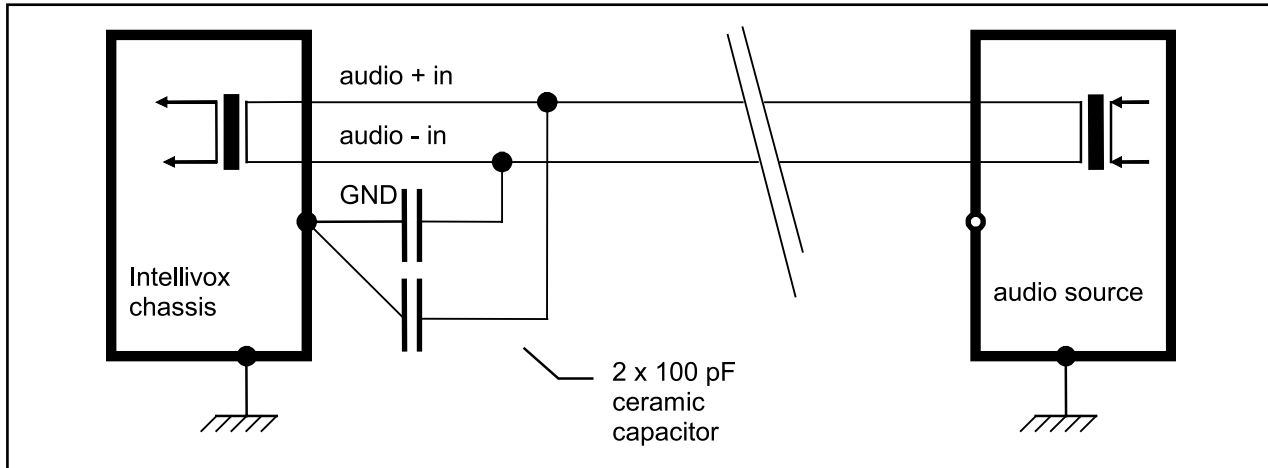 audio + in
audio - in
GND
Intellivox
chassis
audio source
2 x 100 pF
ceramic
capacitor